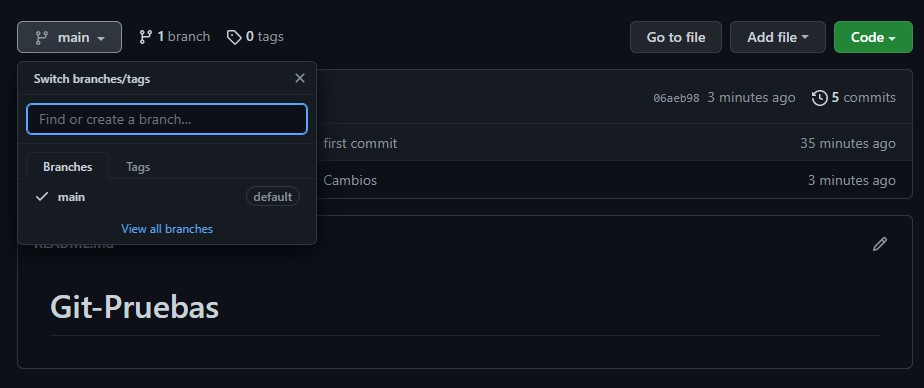 main
1 branch
0 tags
Go to file
Add file
Code
Switch branches/tags
Find or create a branch...
Branches
Tags
main
default
View all branches
06aeb98 3 minutes ago
5 commits
first commit
35 minutes ago
Cambios
3 minutes ago
README.md
Git-Pruebas